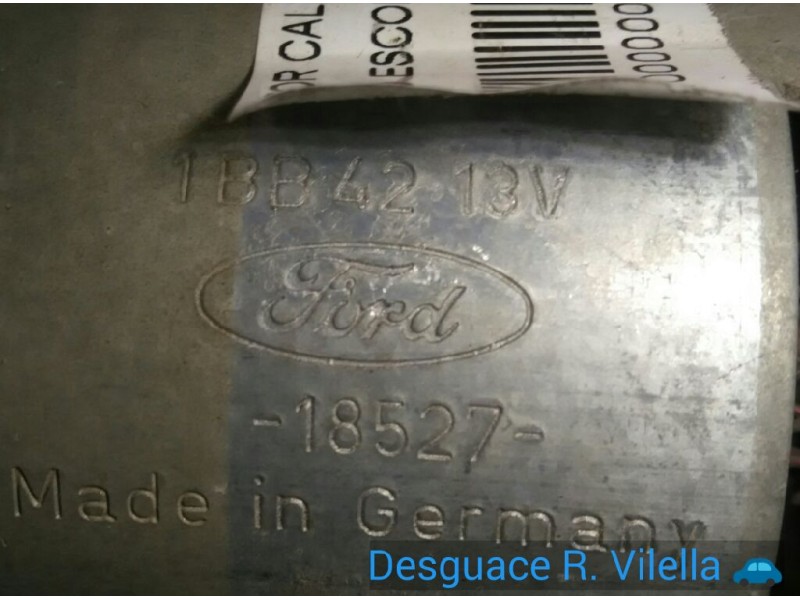 OR CAL
ESCO
1BB42 13V
Ford
-18527-
Made in Germany
Desguace R. Vilella